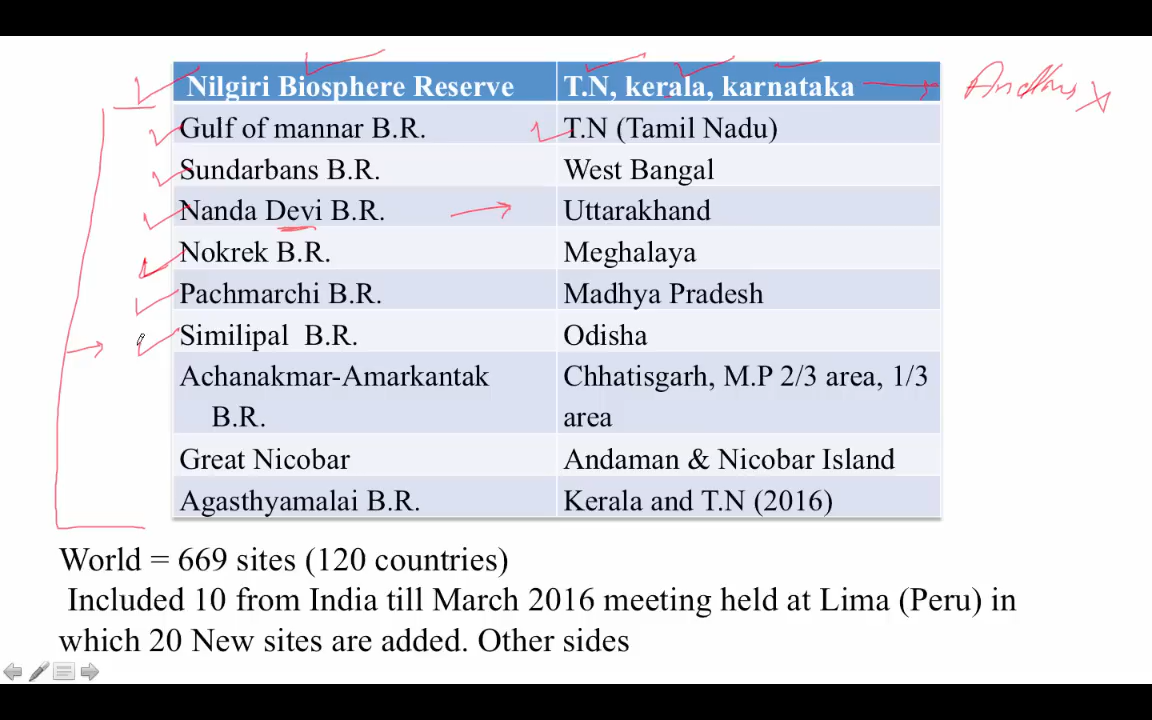 Nilgiri Biosphere Reserve T.N, kerala, karnataka Andhra X
Gulf of mannar B.R. T.N (Tamil Nadu)
Sundarbans B.R. West Bangal
Nanda Devi B.R. Uttarakhand
Nokrek B.R. Meghalaya
Pachmarchi B.R. Madhya Pradesh
Similipal B.R. Odisha
Achanakmar-Amarkantak Chhatisgarh, M.P 2/3 area, 1/3
B.R. area
Great Nicobar Andaman & Nicobar Island
Agasthyamalai B.R. Kerala and T.N (2016)
World = 669 sites (120 countries)
Included 10 from India till March 2016 meeting held at Lima (Peru) in
which 20 New sites are added. Other sides